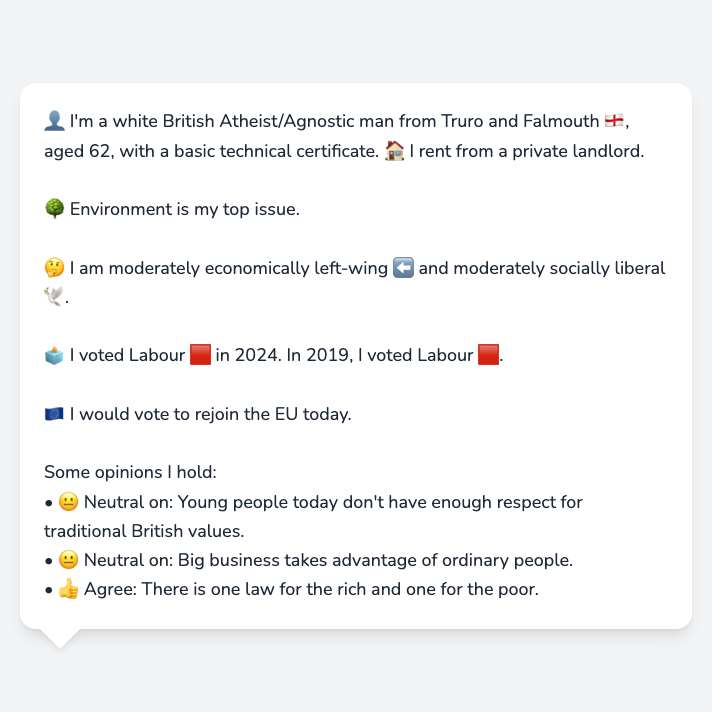 👤 I'm a white British Atheist/Agnostic man from Truro and Falmouth 🏴󠁧󠁢󠁥󠁮󠁧󠁿,
aged 62, with a basic technical certificate. 🏠 I rent from a private landlord.
🌳 Environment is my top issue.
🤔 I am moderately economically left-wing ⬅️ and moderately socially liberal
🕊️.
🗳️ I voted Labour 🟥 in 2024. In 2019, I voted Labour 🟥.
🇪🇺 I would vote to rejoin the EU today.
Some opinions I hold:
• 😐 Neutral on: Young people today don't have enough respect for
traditional British values.
• 😐 Neutral on: Big business takes advantage of ordinary people.
• 👍 Agree: There is one law for the rich and one for the poor.